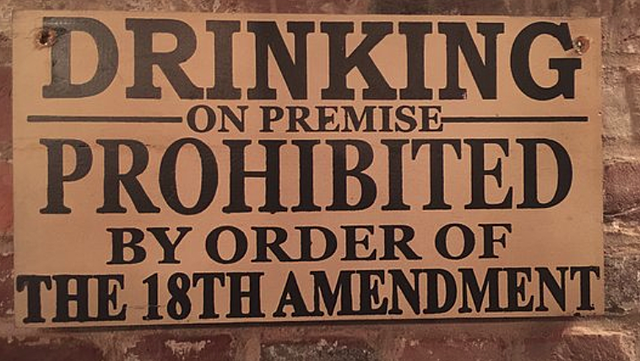 DRINKING
ON PREMISE
PROHIBITED
BY ORDER OF
THE 18TH AMENDMENT